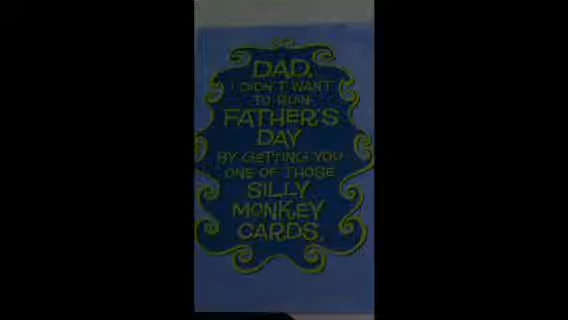 DAD,
I DIDN'T WANT
TO RUIN
FATHER'S
DAY
BY GETTING YOU
ONE OF THOSE
SILLY
MONKEY
CARDS.